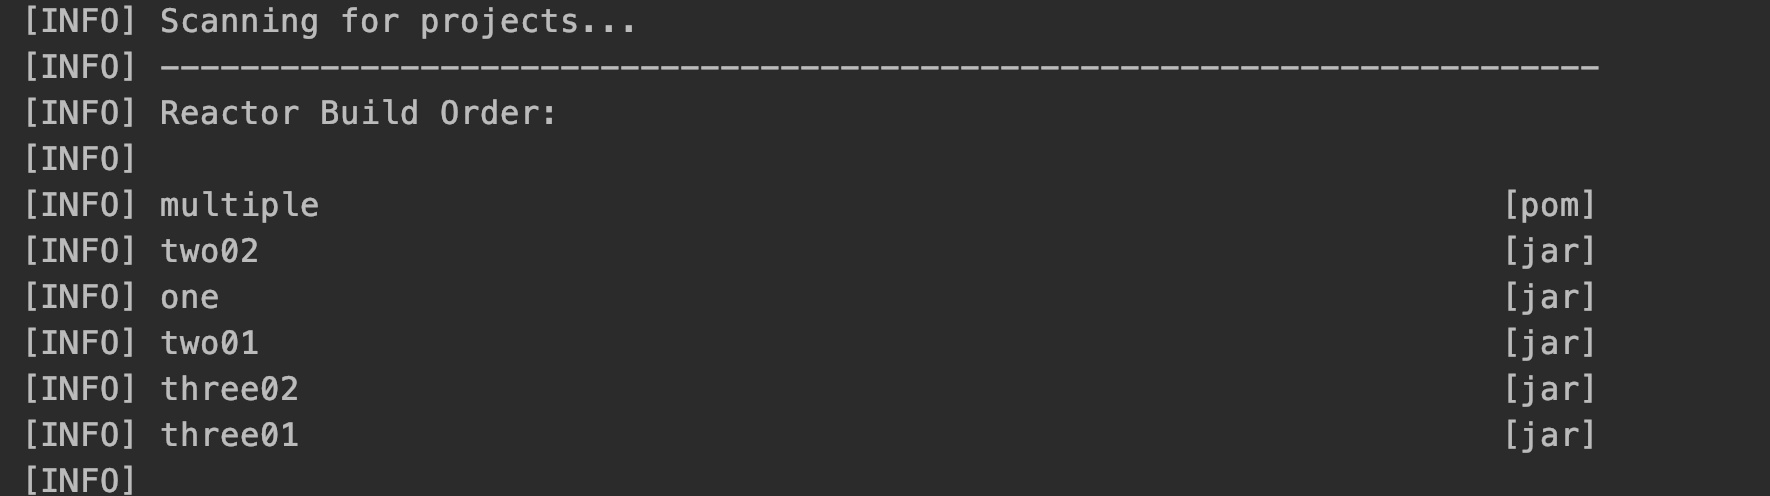 [INFO] Scanning for projects...
[INFO] ------------------------------------------------------------------------
[INFO] Reactor Build Order:
[INFO]
[INFO] multiple [pom]
[INFO] two02 [jar]
[INFO] one [jar]
[INFO] two01 [jar]
[INFO] three02 [jar]
[INFO] three01 [jar]
[INFO]